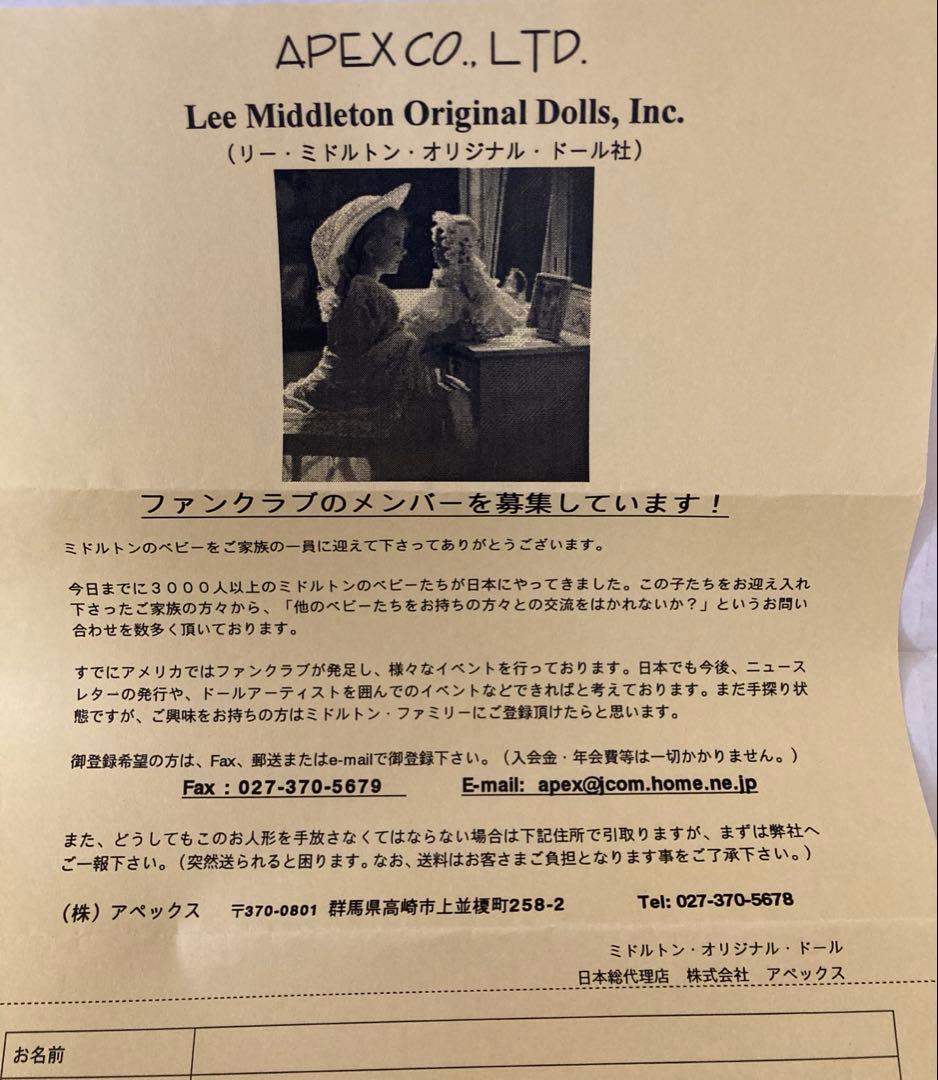 APEX CO., LTD.
Lee Middleton Original Dolls, Inc.
（リー・ミドルトン・オリジナル・ドール社）
ファンクラブのメンバーを募集しています！
ミドルトンのベビーをご家族の一員に迎えて下さってありがとうございます。
今日までに３０００人以上のミドルトンのベビーたちが日本にやってきました。この子たちをお迎え入れ
下さったご家族の方々から、「他のベビーたちをお持ちの方々との交流をはかれないか？」というお問い
合わせを数多く頂いております。
すでにアメリカではファンクラブが発足し、様々なイベントを行っております。日本でも今後、ニュース
レターの発行や、ドールアーティストを囲んでのイベントなどできればと考えております。まだ手探り状
態ですが、ご興味をお持ちの方はミドルトン・ファミリーにご登録頂けたらと思います。
御登録希望の方は、Fax、郵送またはe-mailで御登録下さい。（入会金・年会費等は一切かかりません。）
Fax : 027-370-5679 E-mail: apex@jcom.home.ne.jp
また、どうしてもこのお人形を手放さなくてはならない場合は下記住所で引取りますが、まずは弊社へ
ご一報下さい。（突然送られると困ります。なお、送料はお客さまご負担となります事をご了承下さい。）
（株）アペックス 〒370-0801 群馬県高崎市上並榎町258-2 Tel: 027-370-5678
ミドルトン・オリジナル・ドール
日本総代理店 株式会社 アペックス
お名前